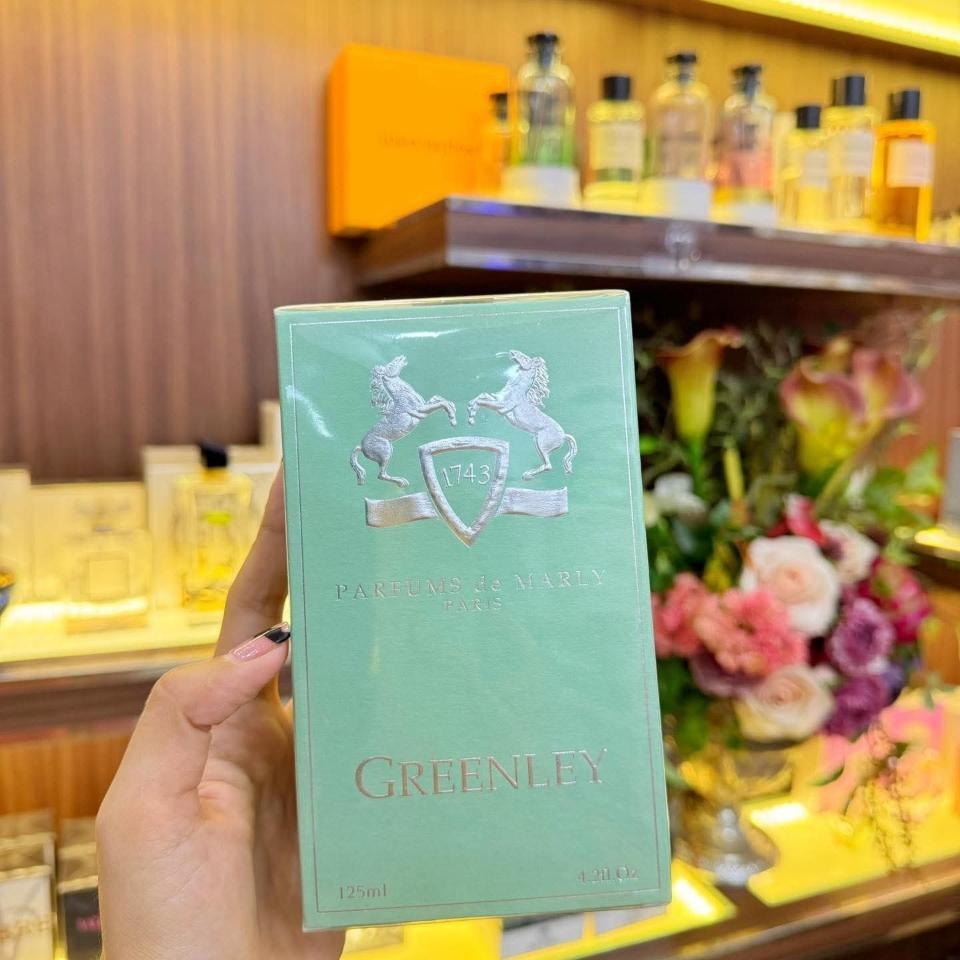 1743
PARFUMS de MARLY
PARIS
GREENLEY
125ml 4.2fl.Oz